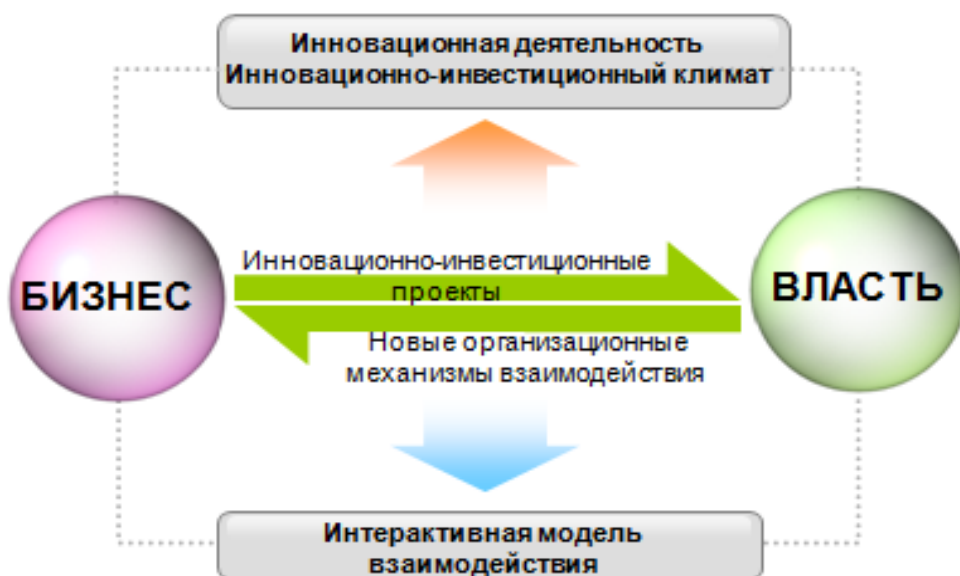 Инновационная деятельность
Инновационно-инвестиционный климат
БИЗНЕС
Инновационно-инвестиционные
проекты
ВЛАСТЬ
Новые организационные
механизмы взаимодействия
Интерактивная модель
взаимодействия